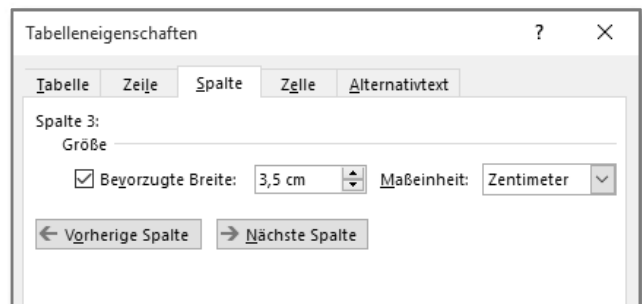 Tabelleneigenschaften ?
Tabelle Zeile Spalte Zelle Alternativtext
Spalte 3:
Größe
Bevorzugte Breite: 3,5 cm Maßeinheit: Zentimeter
Vorherige Spalte Nächste Spalte